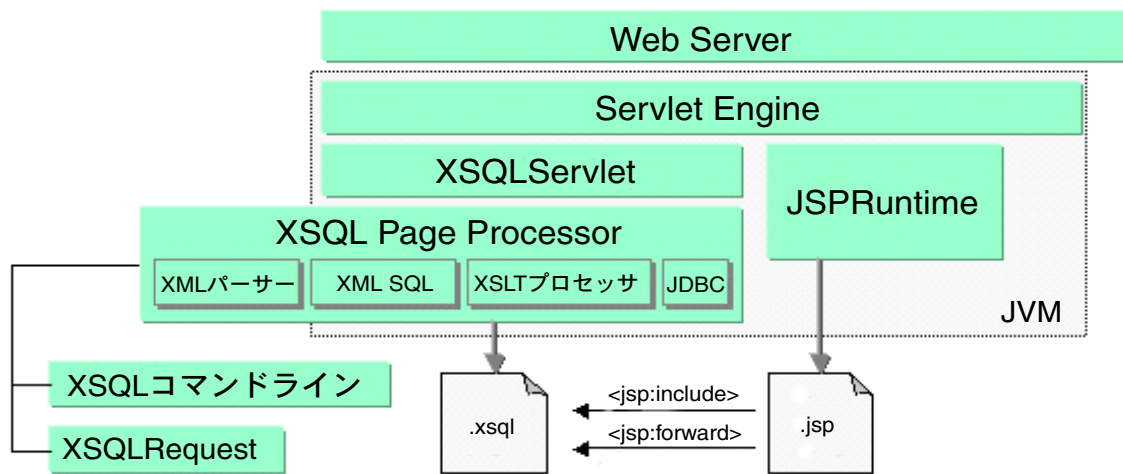 Web Server
Servlet Engine
XSQLServlet
JSPRuntime
XSQL Page Processor
XMLパーサー
XML SQL
XSLTプロセッサ
JDBC
JVM
XSQLコマンドライン
XSQLRequest
.xsql
<jsp:include>
<jsp:forward>
.jsp